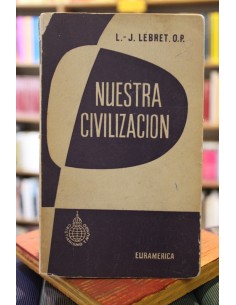 L.-J. LEBRET. O.P.
NUESTRA
CIVILIZACION
EURAMERICA